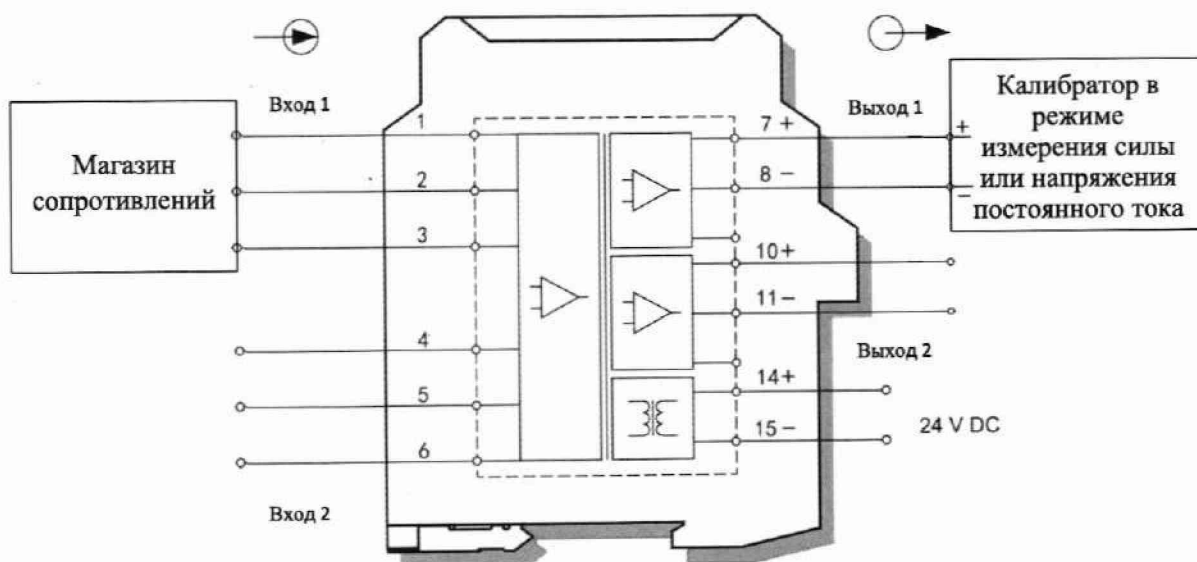 Магазин
сопротивлений
Вход 1
1
2
3
4
5
6
Вход 2
Выход 1
7 +
8 −
10+
11−
Выход 2
14+
15−
24 V DC
+
−
Калибратор в
режиме
измерения силы
или напряжения
постоянного тока